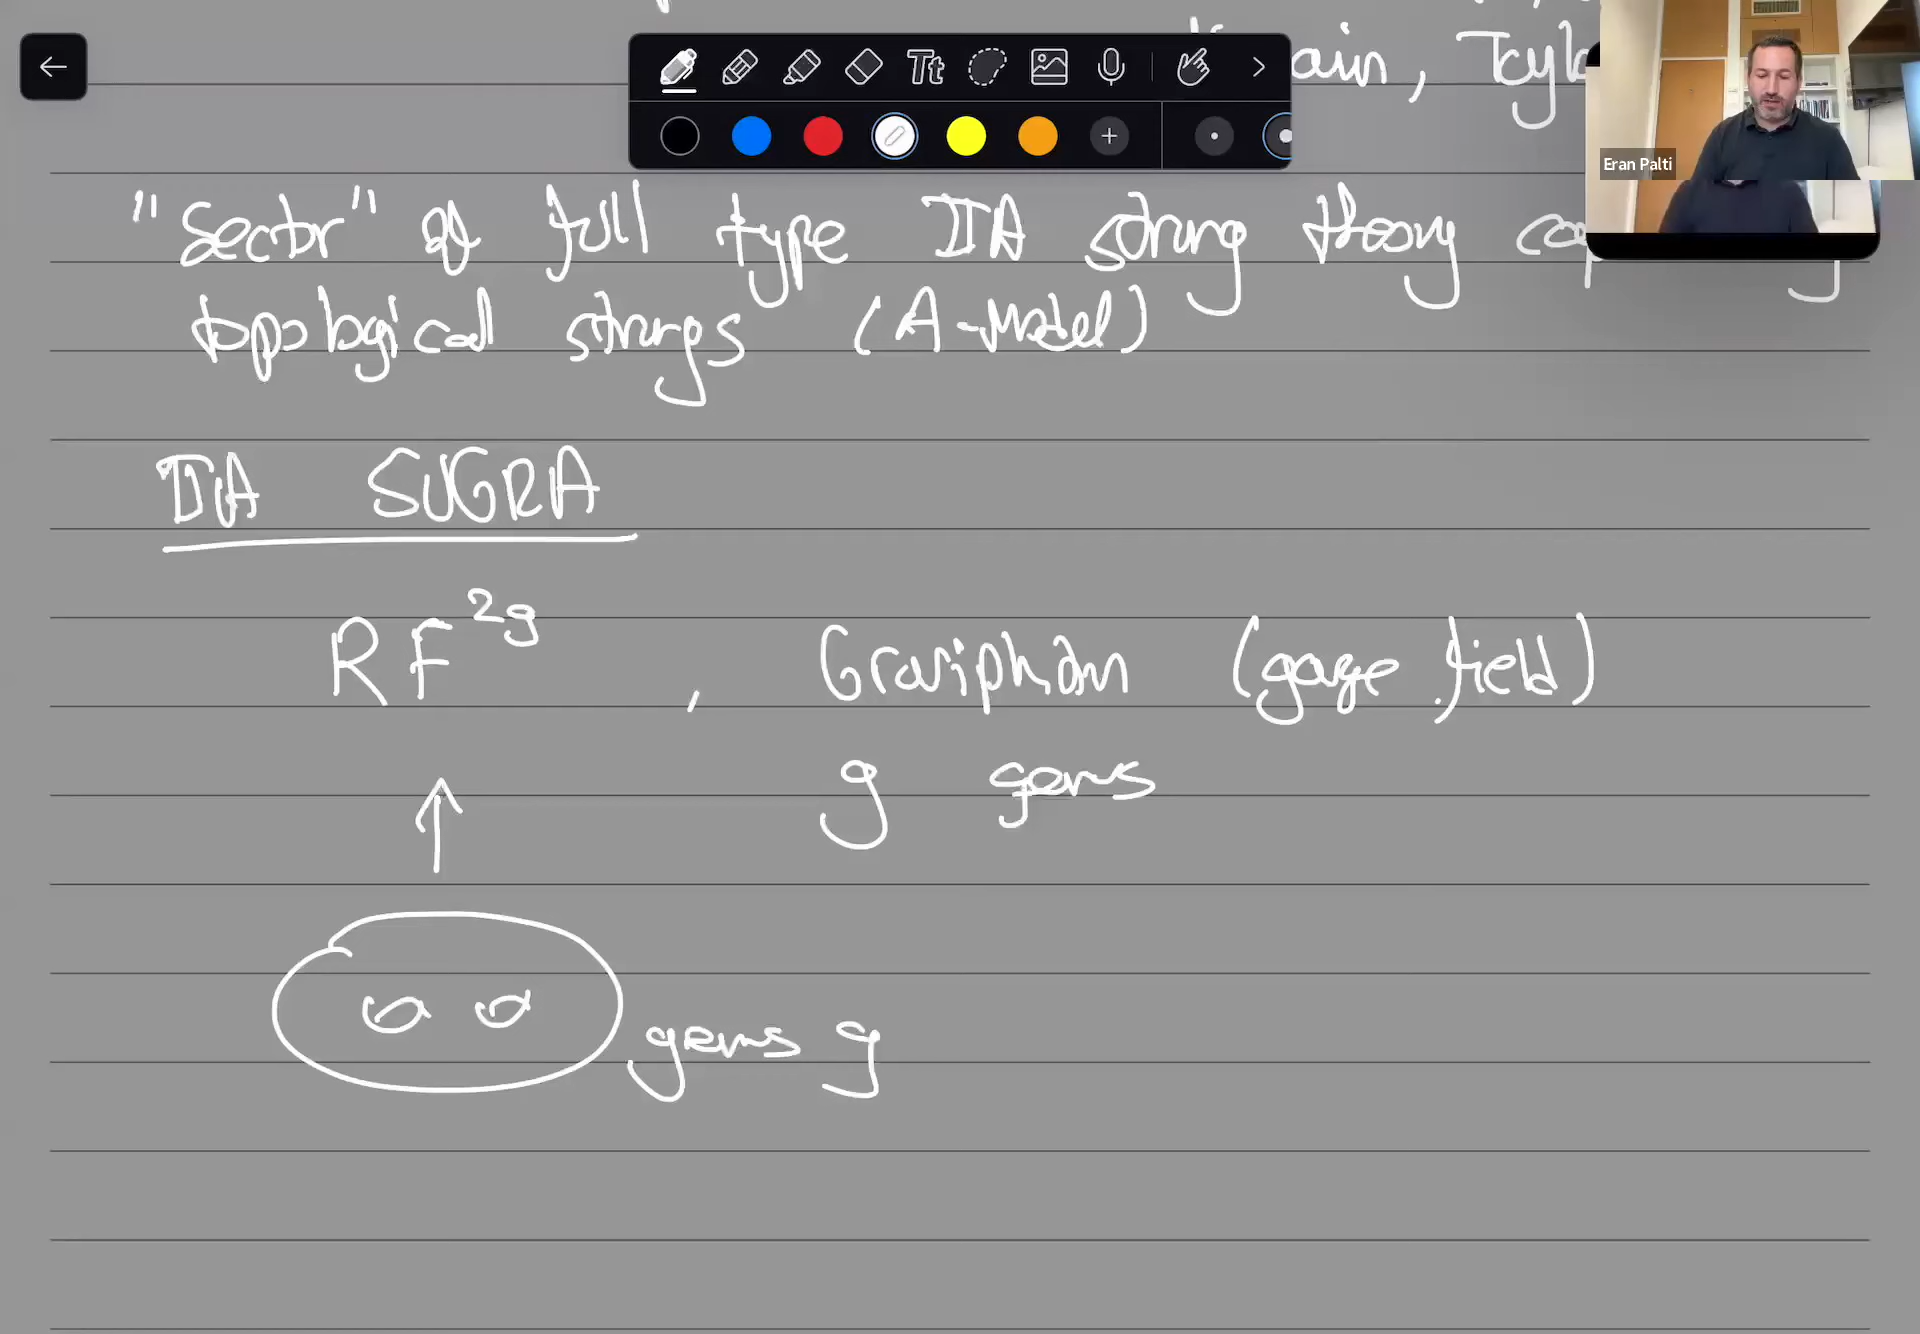 ain, Tayl
"Sector" of full type IIA string theory
topological strings (A-Model)
Eran Palti
Tt
IIA SUGRA
RF^2g , Graviphoton (gauge field)
g genus
genus g